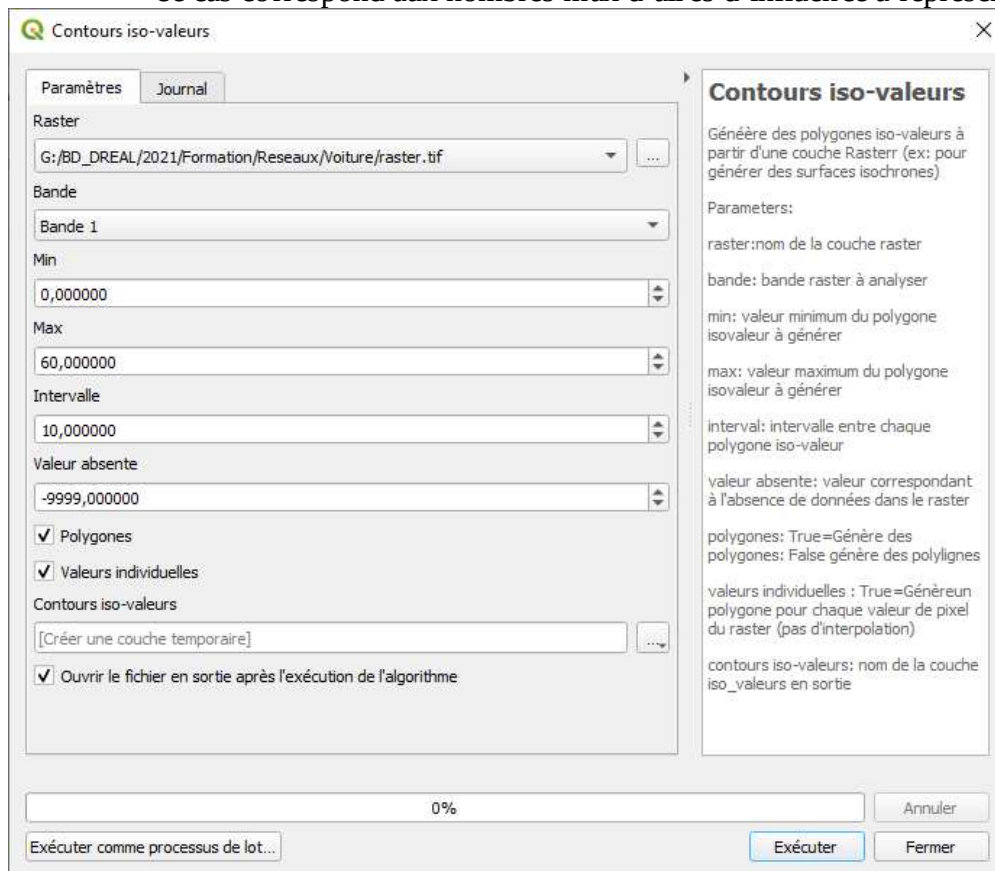 Contours iso-valeurs
Paramètres
Journal
Raster
G:/BD_DREAL/2021/Formation/Reseaux/Voiture/raster.tif
...
Bande
Bande 1
Min
0,000000
Max
60,000000
Intervalle
10,000000
Valeur absente
-9999,000000
Polygones
Valeurs individuelles
Contours iso-valeurs
[Créer une couche temporaire]
...
Ouvrir le fichier en sortie après l'exécution de l'algorithme
Contours iso-valeurs
Généère des polygones iso-valeurs à
partir d'une couche Rasterr (ex: pour
générer des surfaces isochrones)
Parameters:
raster:nom de la couche raster
bande: bande raster à analyser
min: valeur minimum du polygone
isovaleur à générer
max: valeur maximum du polygone
isovaleur à générer
interval: intervalle entre chaque
polygone iso-valeur
valeur absente: valeur correspondant
à l'absence de données dans le raster
polygones: True=Génère des
polygones: False génère des polylignes
valeurs individuelles : True=Génèreun
polygone pour chaque valeur de pixel
du raster (pas d'interpolation)
contours iso-valeurs: nom de la couche
iso_valeurs en sortie
0%
Annuler
Exécuter comme processus de lot...
Exécuter
Fermer